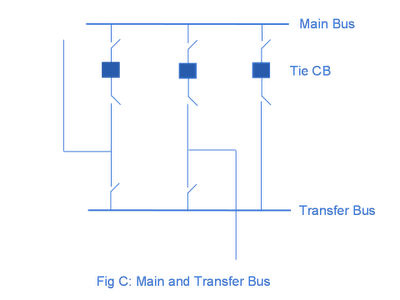 Main Bus
Tie CB
Transfer Bus
Fig C: Main and Transfer Bus